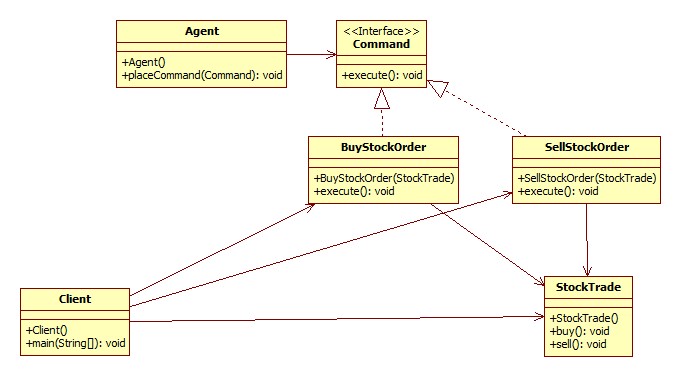 Agent
+Agent()
+placeCommand(Command): void
<<Interface>>
Command
+execute(): void
BuyStockOrder
+BuyStockOrder(StockTrade)
+execute(): void
SellStockOrder
+SellStockOrder(StockTrade)
+execute(): void
Client
+Client()
+main(String[]): void
StockTrade
+StockTrade()
+buy(): void
+sell(): void